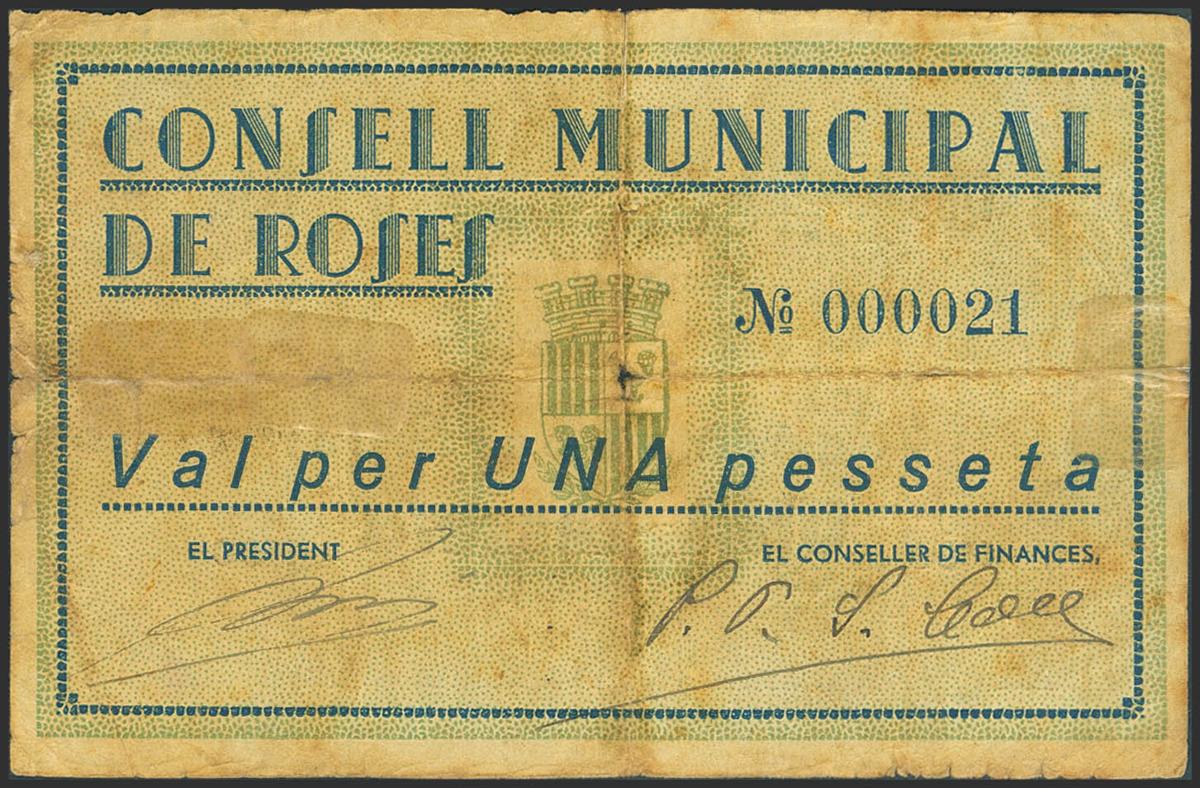 CONSELL MUNICIPAL
DE ROSES
№ 000021
Val per UNA pesseta
EL PRESIDENT
EL CONSELLER DE FINANCES,
P. O. S.